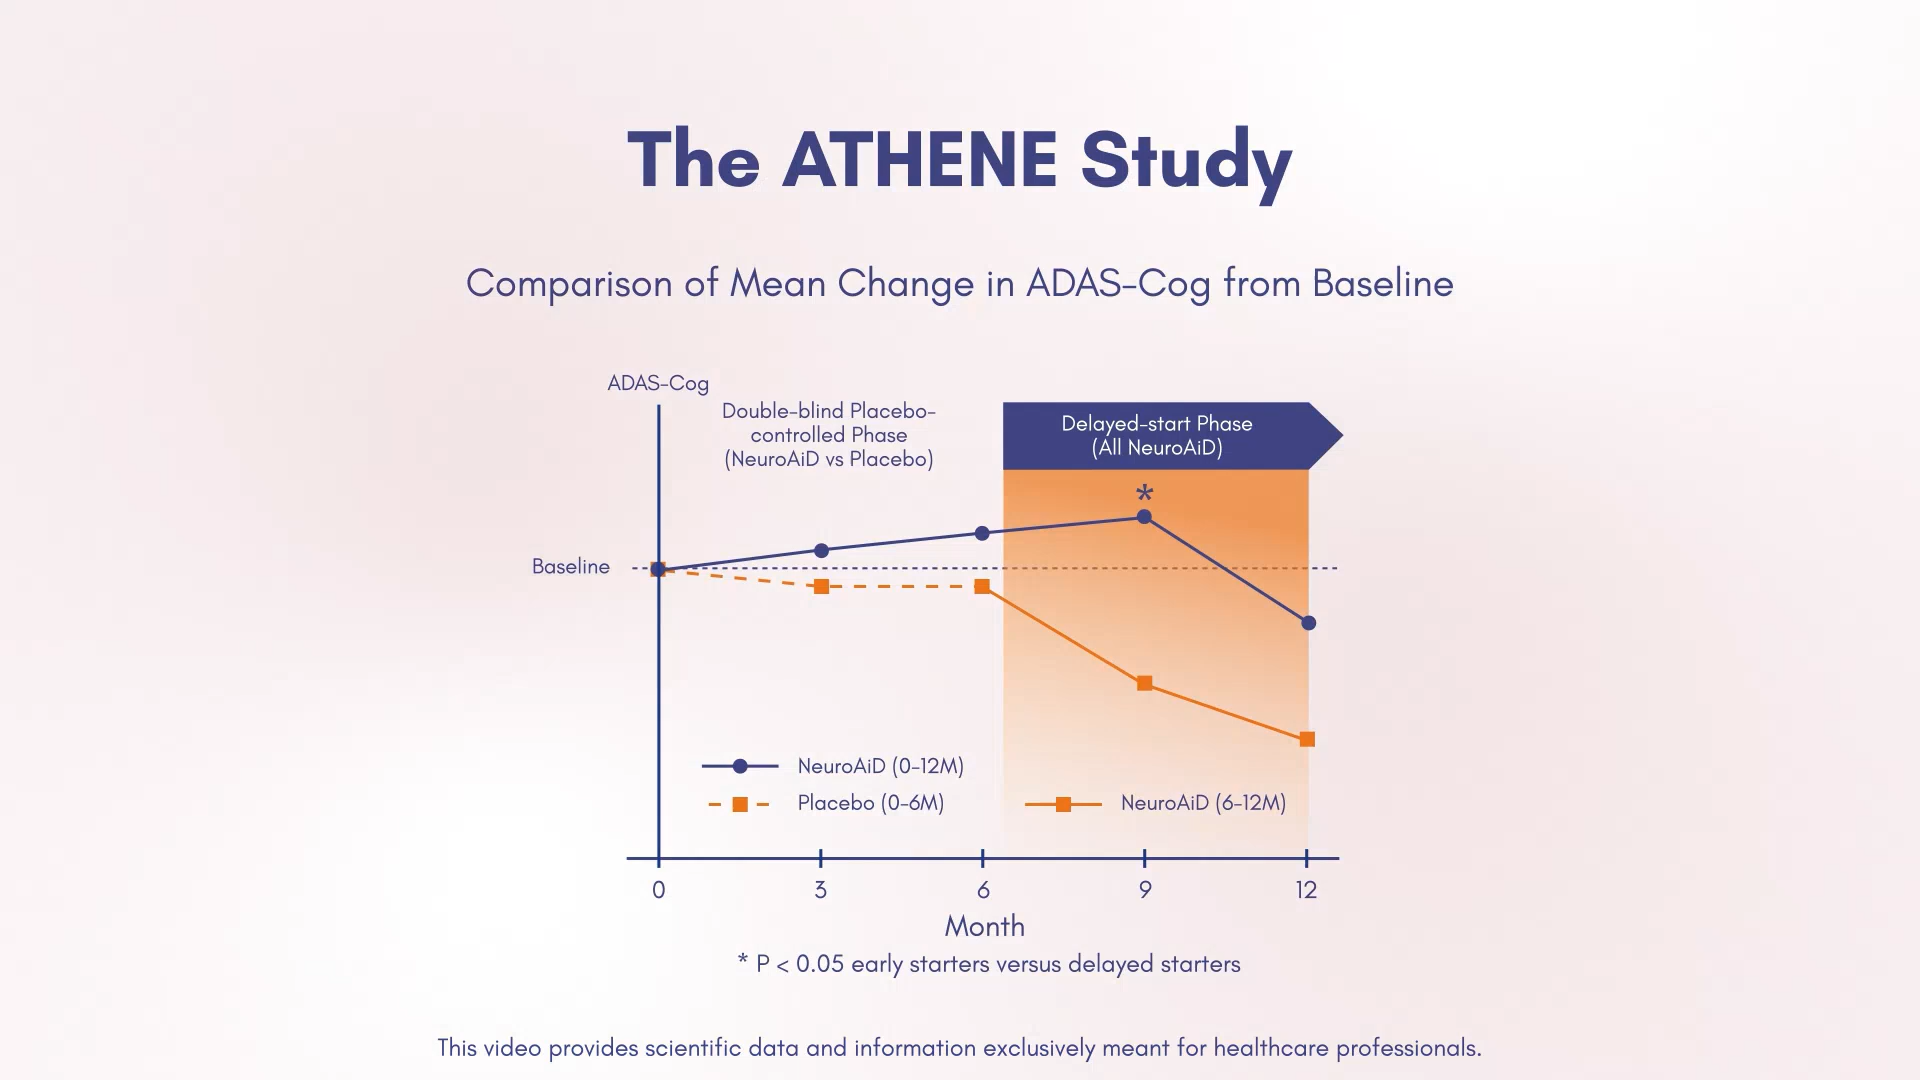 The ATHENE Study
Comparison of Mean Change in ADAS-Cog from Baseline
ADAS-Cog
Double-blind Placebo-
controlled Phase
(NeuroAiD vs Placebo)
Delayed-start Phase
(All NeuroAiD)
*
Baseline
NeuroAiD (0-12M)
Placebo (0-6M)
NeuroAiD (6-12M)
0 3 6 9 12
Month
* P < 0.05 early starters versus delayed starters
This video provides scientific data and information exclusively meant for healthcare professionals.